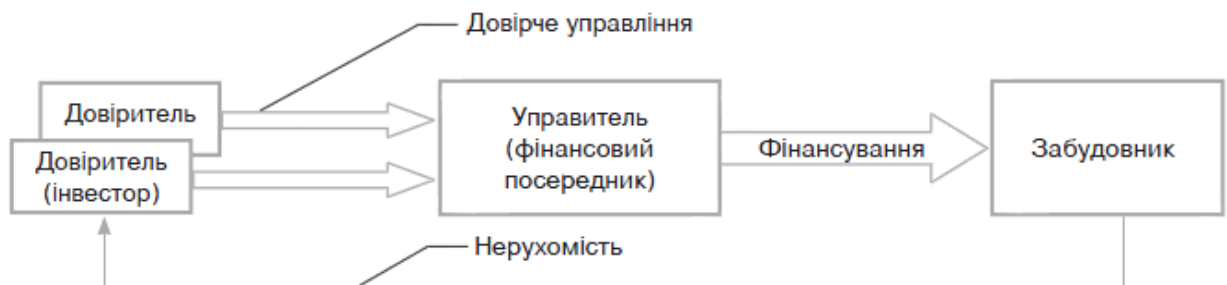 Довірче управління
Довіритель
Довіритель
(інвестор)
Управитель
(фінансовий
посередник)
Фінансування
Забудовник
Нерухомість